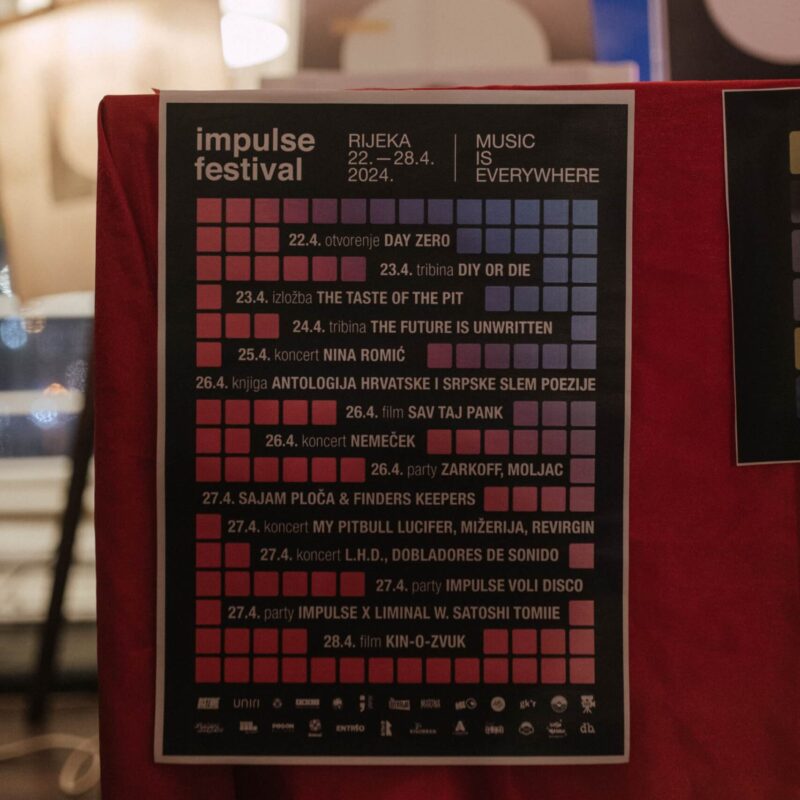 impulse
festival
RIJEKA
22.—28.4.
2024.
MUSIC
IS
EVERYWHERE
22.4. otvorenje DAY ZERO
23.4. tribina DIY OR DIE
23.4. izložba THE TASTE OF THE PIT
24.4. tribina THE FUTURE IS UNWRITTEN
25.4. koncert NINA ROMIĆ
26.4. knjiga ANTOLOGIJA HRVATSKE I SRPSKE SLEM POEZIJE
26.4. film SAV TAJ PANK
26.4. koncert NEMEČEK
26.4. party ZARKOFF, MOLJAC
27.4. SAJAM PLOČA & FINDERS KEEPERS
27.4. koncert MY PITBULL LUCIFER, MIŽERIJA, REVIRGIN
27.4. koncert L.H.D., DOBLADORES DE SONIDO
27.4. party IMPULSE VOLI DISCO
27.4. party IMPULSE X LIMINAL W. SATOSHI TOMIIE
28.4. film KIN-O-ZVUK
UNIRI
gk'r
POGON
db.